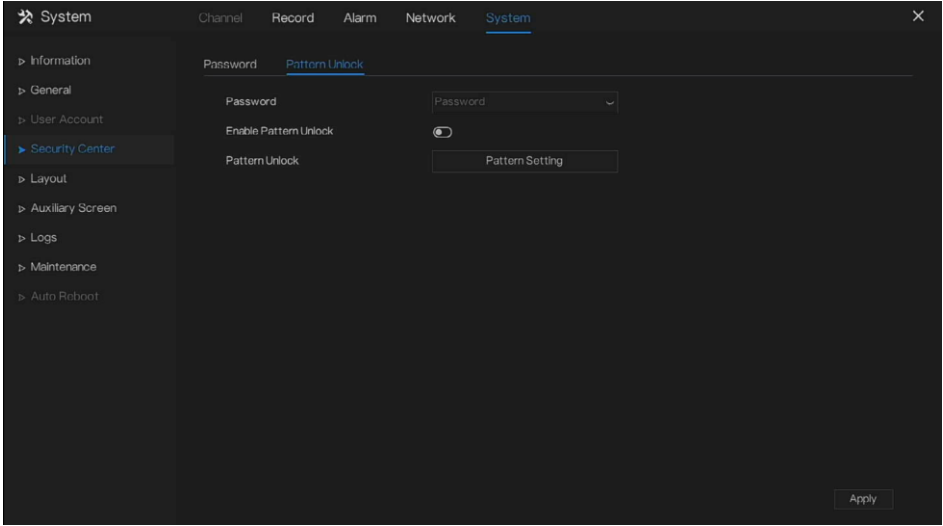 System
Channel Record Alarm Network System
Information
General
User Account
Security Center
Layout
Auxiliary Screen
Logs
Maintenance
Auto Reboot
Password Pattern Unlock
Password Password
Enable Pattern Unlock
Pattern Unlock Pattern Setting
Apply